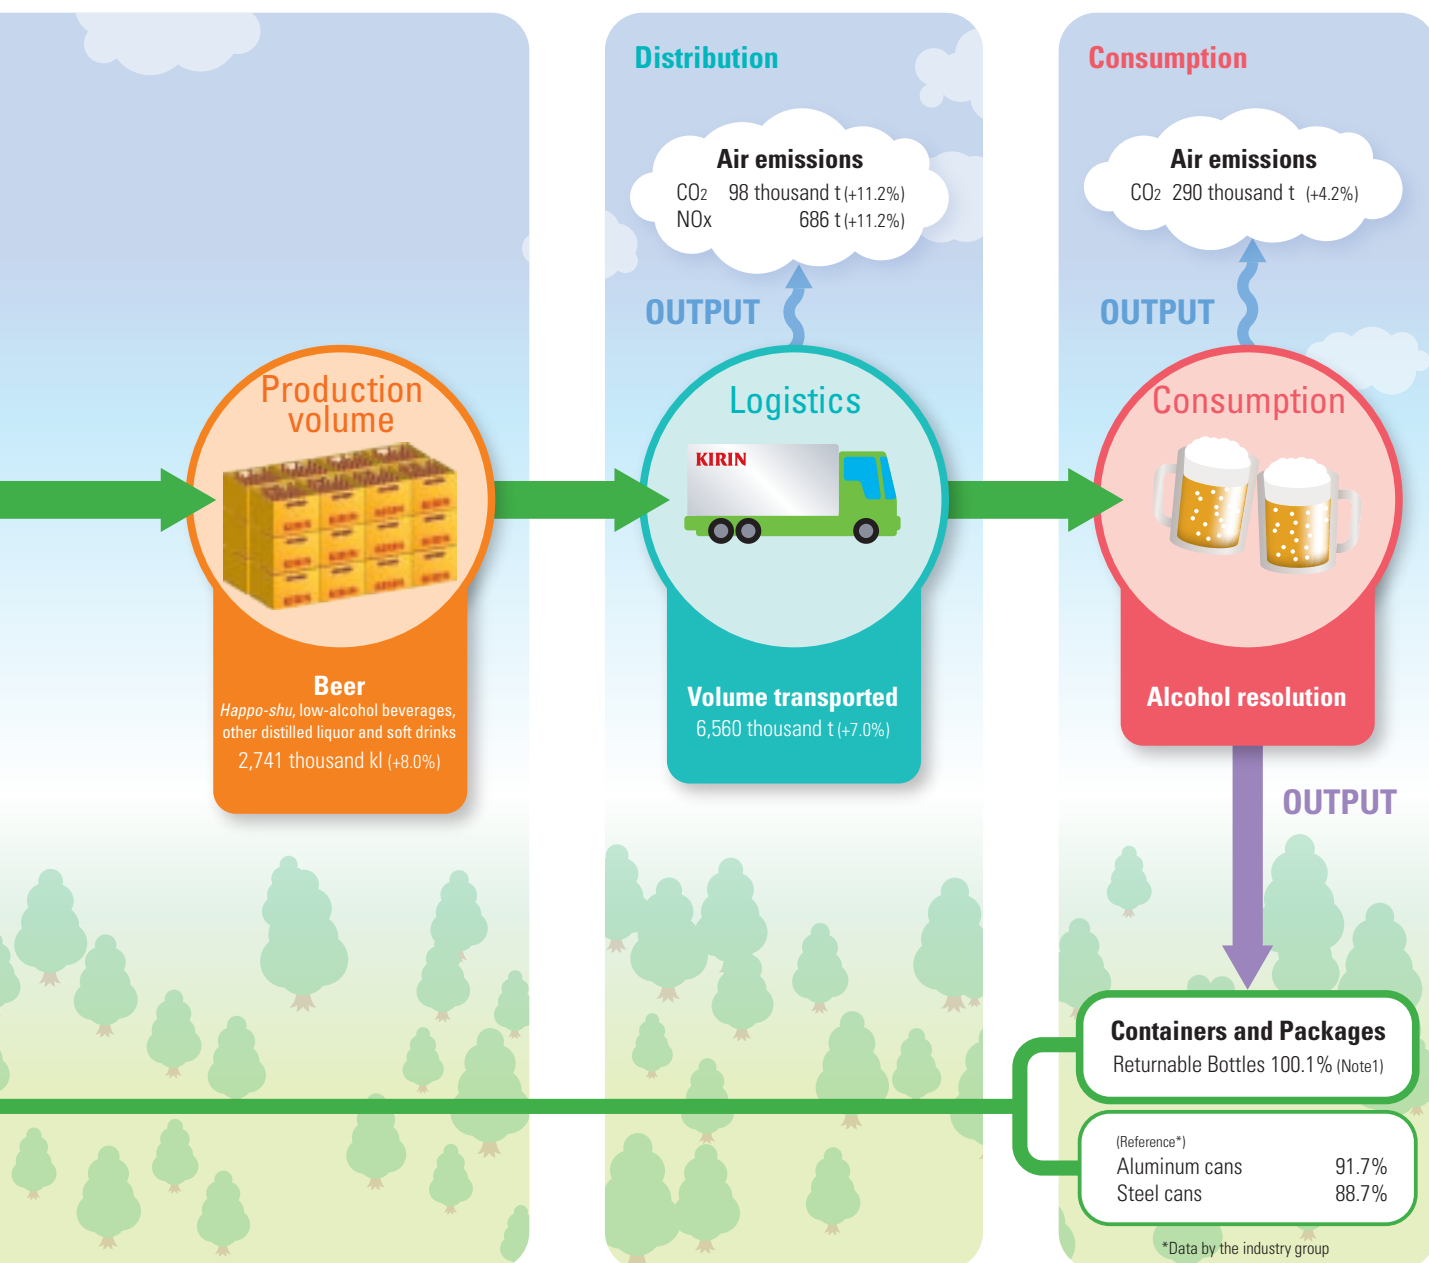 Distribution
Consumption
Air emissions
CO2 98 thousand t (+11.2%)
NOx 686 t (+11.2%)
Air emissions
CO2 290 thousand t (+4.2%)
OUTPUT
OUTPUT
Production
volume
Logistics
Consumption
KIRIN
Beer
Happo-shu, low-alcohol beverages,
other distilled liquor and soft drinks
2,741 thousand kl (+8.0%)
Volume transported
6,560 thousand t (+7.0%)
Alcohol resolution
OUTPUT
Containers and Packages
Returnable Bottles 100.1% (Note1)
(Reference*)
Aluminum cans 91.7%
Steel cans 88.7%
*Data by the industry group